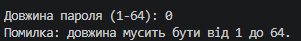 Довжина пароля (1-64): 0
Помилка: довжина мусить бути від 1 до 64.